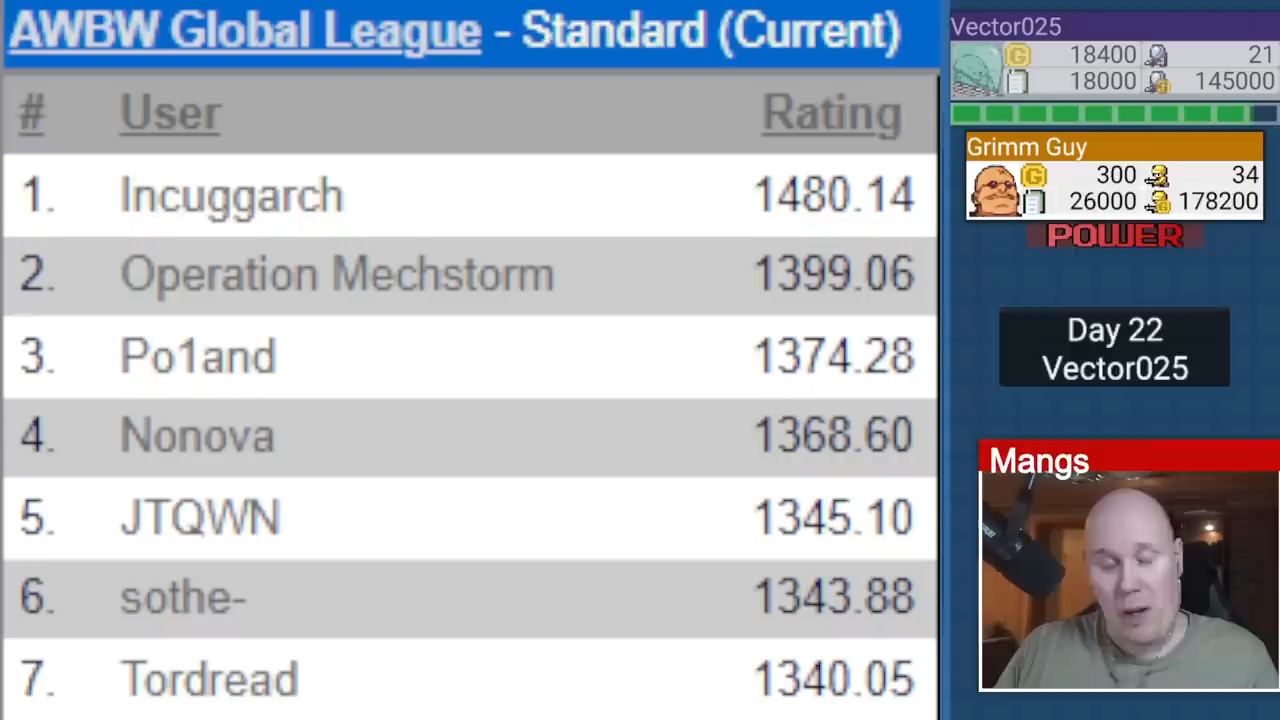 AWBW Global League - Standard (Current)
# User Rating
1. Incuggarch 1480.14
2. Operation Mechstorm 1399.06
3. Po1and 1374.28
4. Nonova 1368.60
5. JTQWN 1345.10
6. sothe- 1343.88
7. Tordread 1340.05
Vector025
G 18400 21
18000 G 145000
Grimm Guy
G 300 34
26000 G 178200
POWER
Day 22
Vector025
Mangs